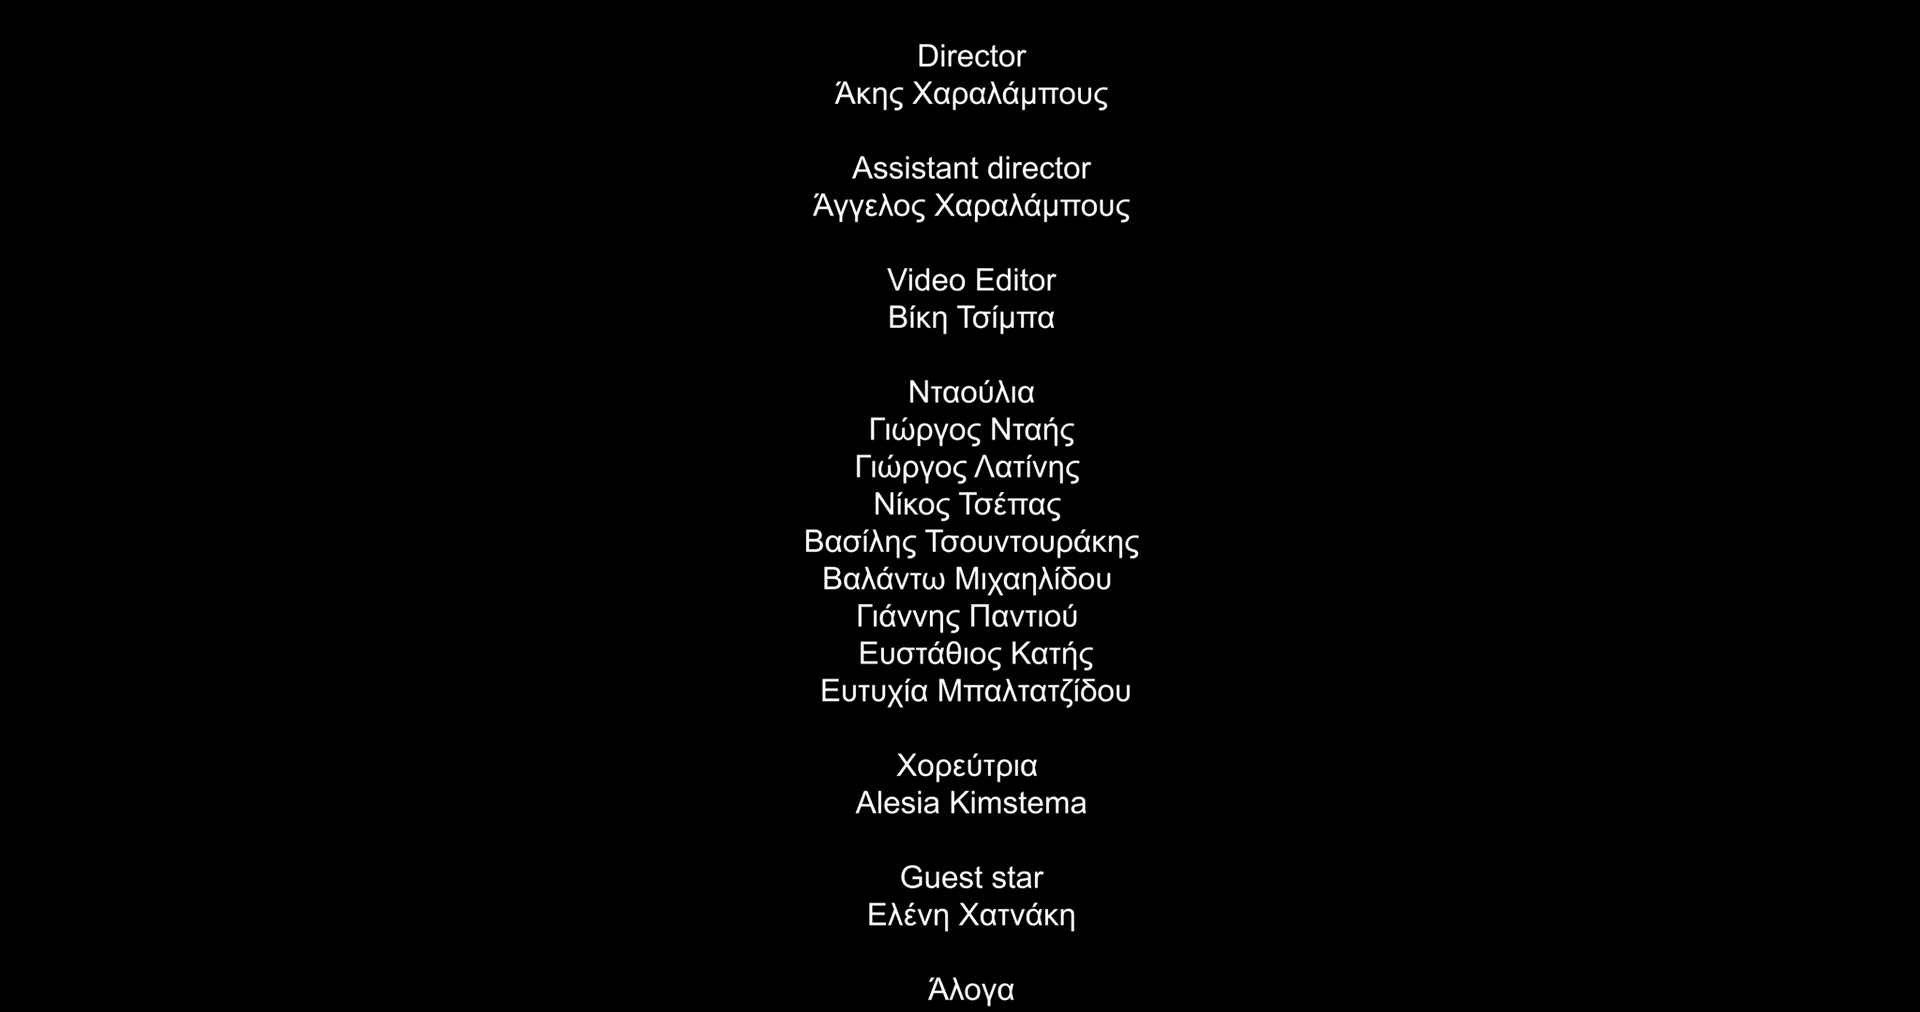 Director
Άκης Χαραλάμπους
Assistant director
Άγγελος Χαραλάμπους
Video Editor
Βίκη Τσίμπα
Νταούλια
Γιώργος Νταής
Γιώργος Λατίνης
Νίκος Τσέπας
Βασίλης Τσουντουράκης
Βαλάντω Μιχαηλίδου
Γιάννης Παντιού
Ευστάθιος Κατής
Ευτυχία Μπαλτατζίδου
Χορεύτρια
Alesia Kimstema
Guest star
Ελένη Χατνάκη
Άλογα